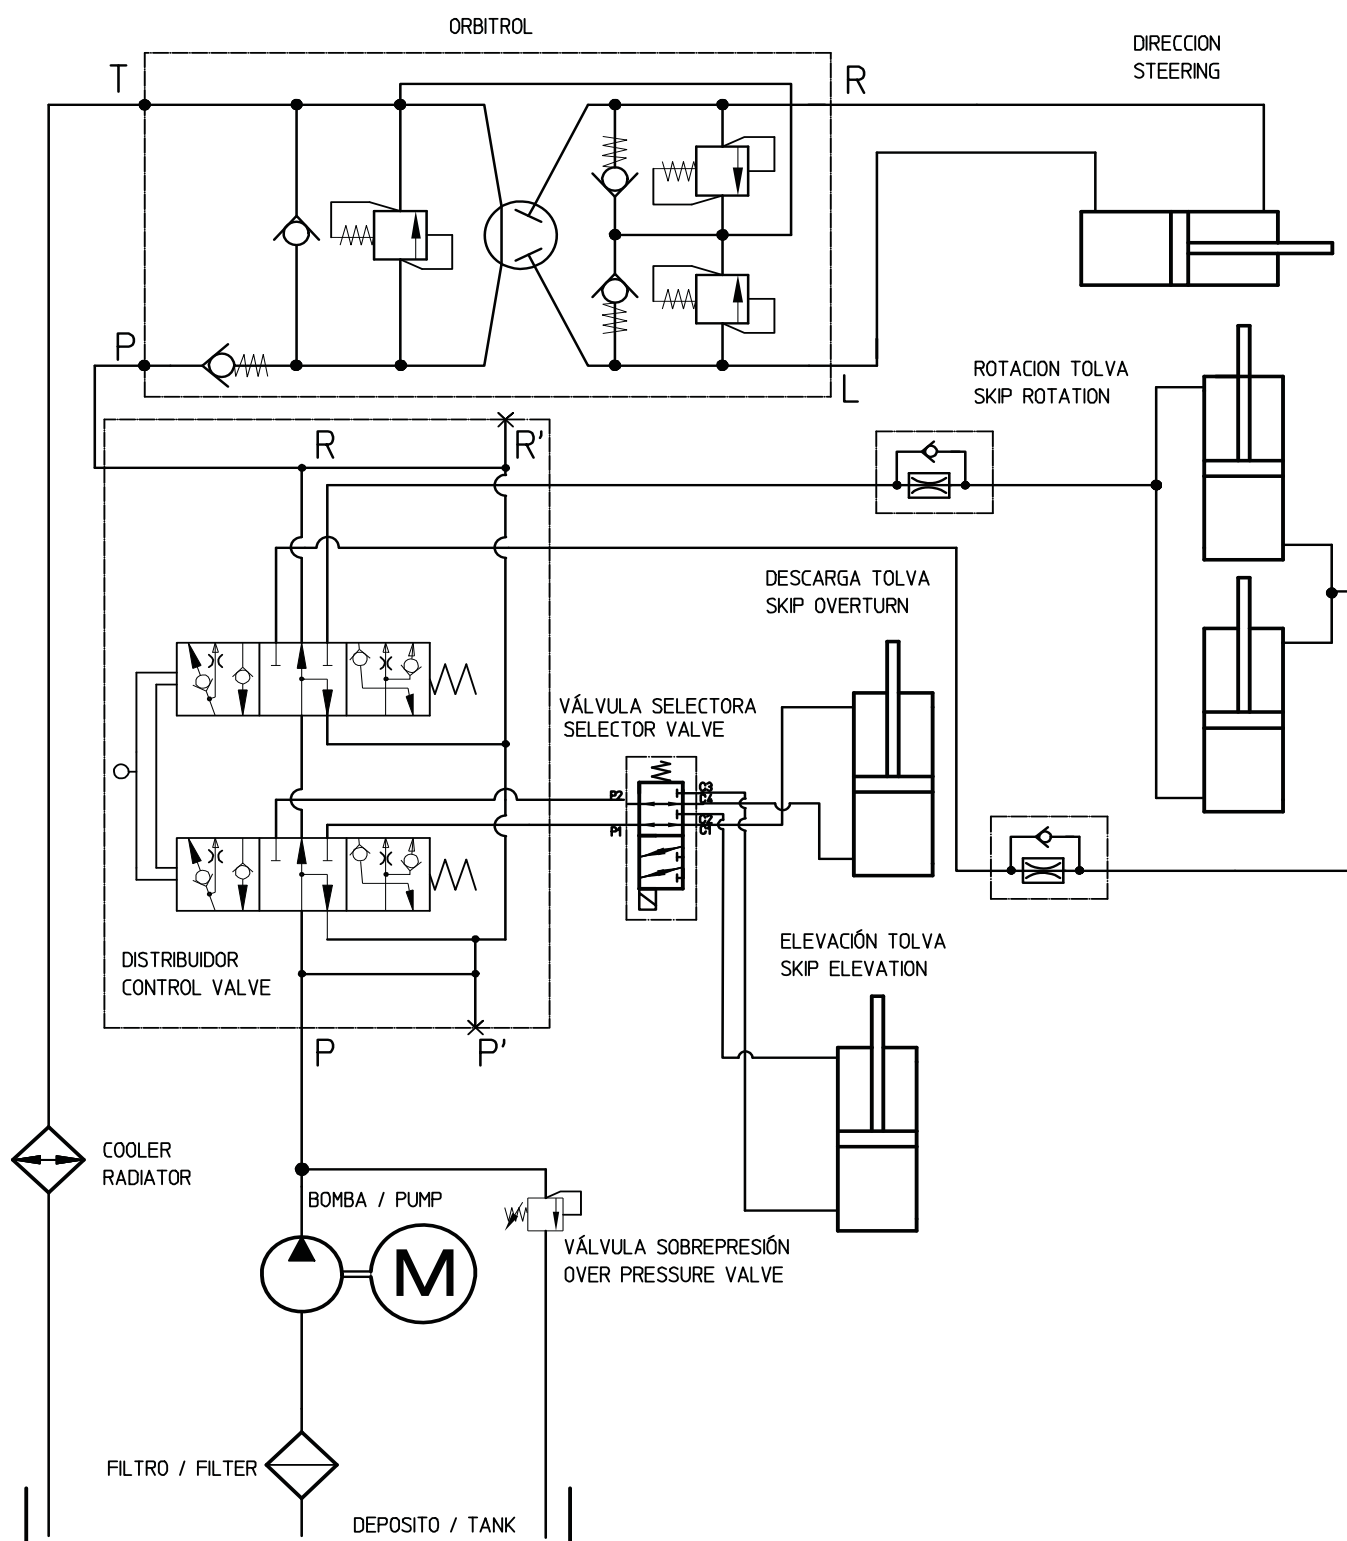 ORBITROL
DIRECCION
STEERING
T
R
P
L
ROTACION TOLVA
SKIP ROTATION
R
R'
DESCARGA TOLVA
SKIP OVERTURN
VÁLVULA SELECTORA
SELECTOR VALVE
P2
P1
C3
C4
C2
C1
DISTRIBUIDOR
CONTROL VALVE
ELEVACIÓN TOLVA
SKIP ELEVATION
P
P'
COOLER
RADIATOR
BOMBA / PUMP
M
VÁLVULA SOBREPRESIÓN
OVER PRESSURE VALVE
FILTRO / FILTER
DEPOSITO / TANK